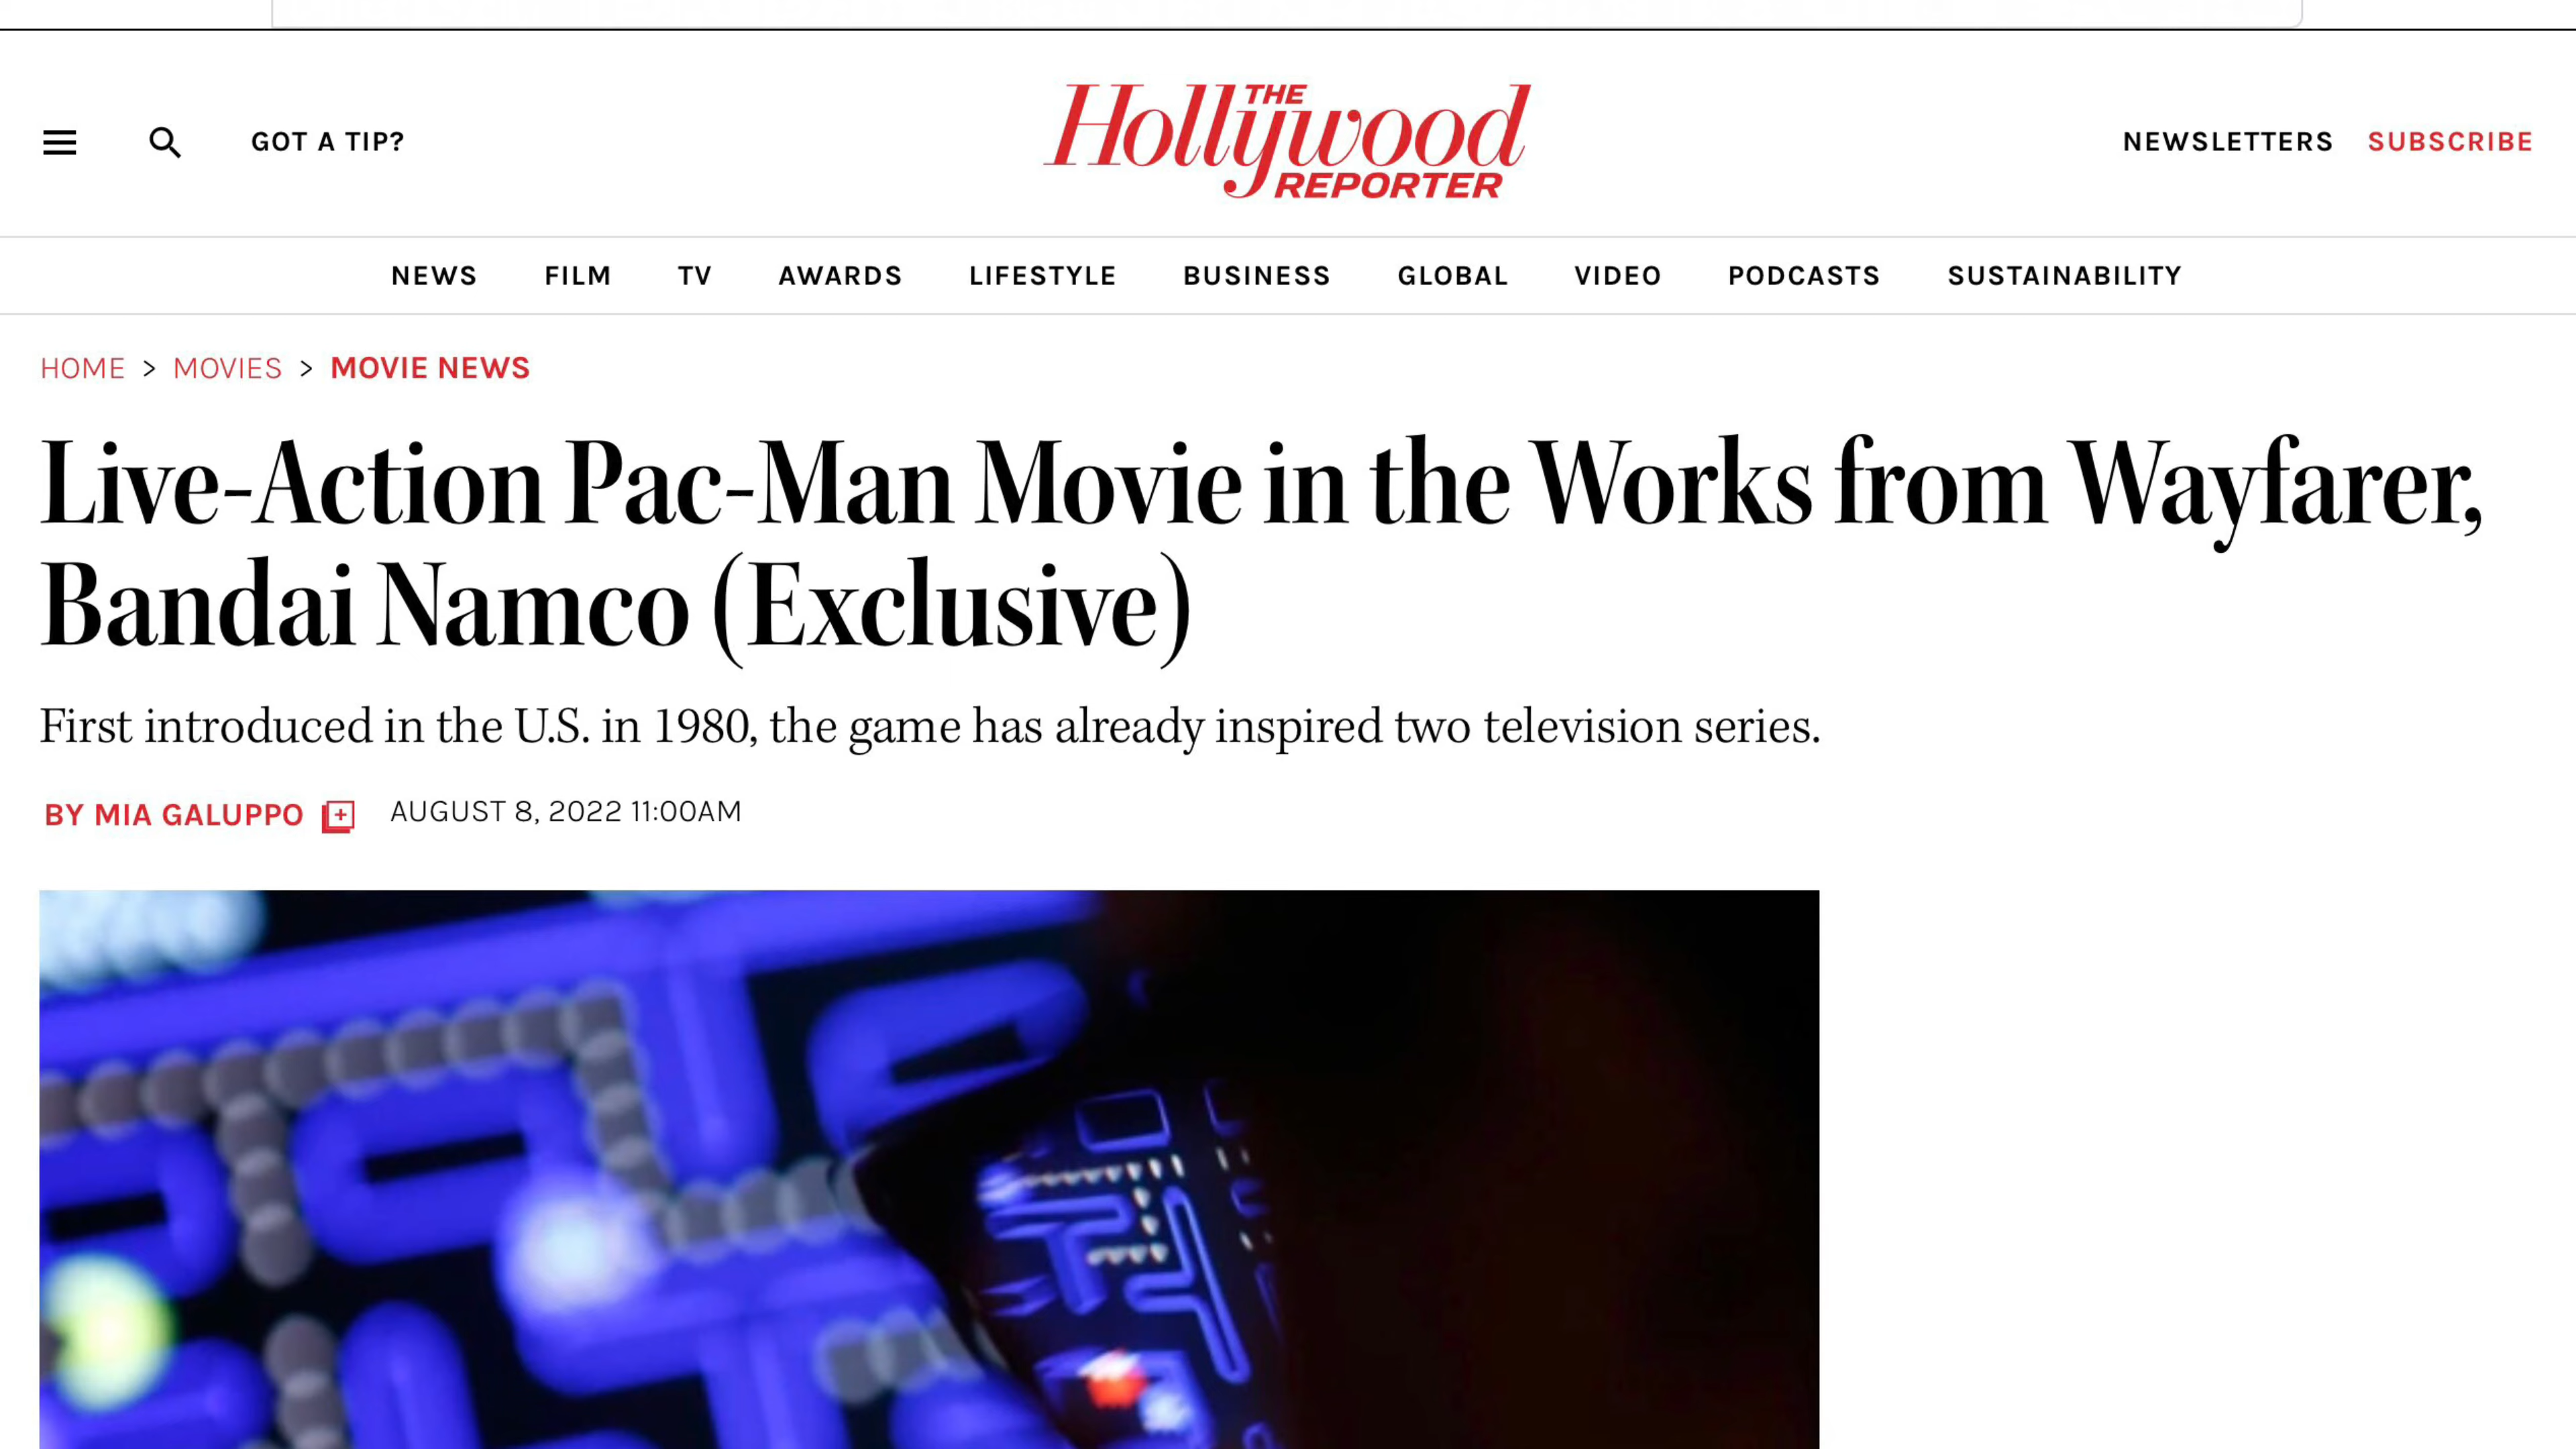 GOT A TIP?
THE
Hollywood
REPORTER
NEWSLETTERS SUBSCRIBE
NEWS FILM TV AWARDS LIFESTYLE BUSINESS GLOBAL VIDEO PODCASTS SUSTAINABILITY
HOME > MOVIES > MOVIE NEWS
Live-Action Pac-Man Movie in the Works from Wayfarer,
Bandai Namco (Exclusive)
First introduced in the U.S. in 1980, the game has already inspired two television series.
BY MIA GALUPPO AUGUST 8, 2022 11:00AM